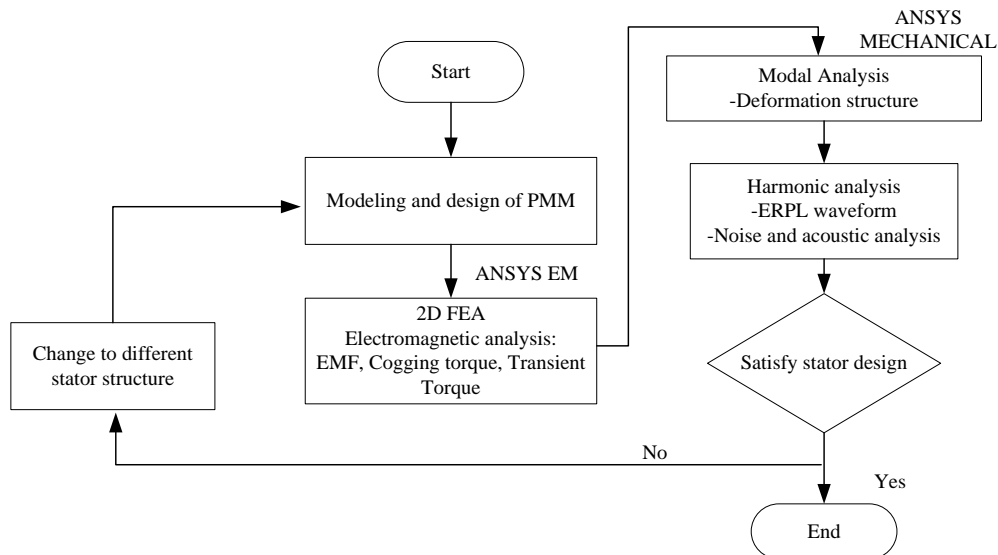 Start
Modeling and design of PMM
ANSYS EM
2D FEA
Electromagnetic analysis:
EMF, Cogging torque, Transient
Torque
ANSYS
MECHANICAL
Modal Analysis
-Deformation structure
Harmonic analysis
-ERPL waveform
-Noise and acoustic analysis
Satisfy stator design
No
Yes
Change to different
stator structure
End